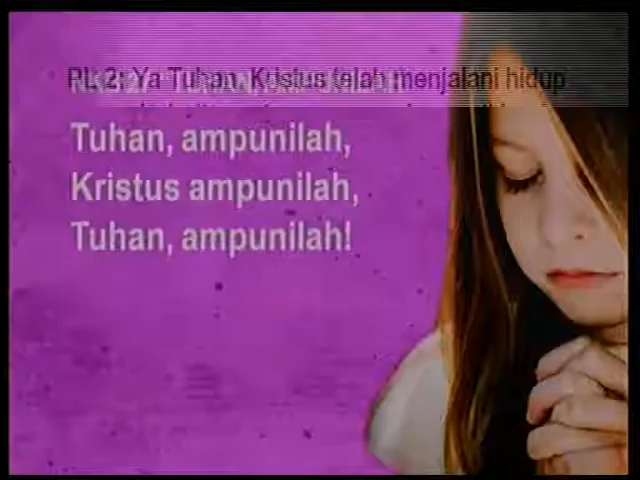 PL 2: Ya Tuhan, Kristus telah menjalani hidup
Tuhan, ampunilah,
Kristus ampunilah,
Tuhan, ampunilah!